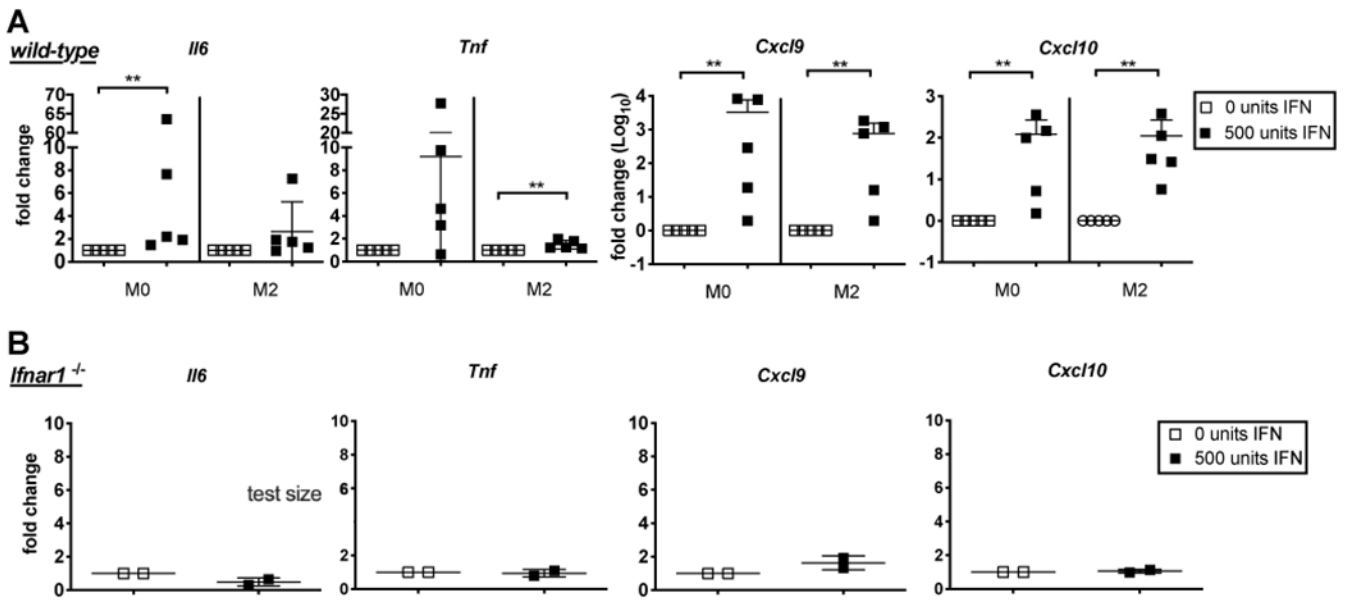 A
wild-type
Il6
Tnf
Cxcl9
Cxcl10
** ** ** ** ** **
fold change
70
65
60
10
8
6
4
2
0
M0 M2
30
25
20
10
8
6
4
2
0
M0 M2
fold change (Log10)
4
3
2
1
0
-1
M0 M2
3
2
1
0
-1
M0 M2
0 units IFN
500 units IFN
B
Ifnar1 -/-
Il6
Tnf
Cxcl9
Cxcl10
fold change
10
8
6
4
2
0
test size
10
8
6
4
2
0
10
8
6
4
2
0
10
8
6
4
2
0
0 units IFN
500 units IFN